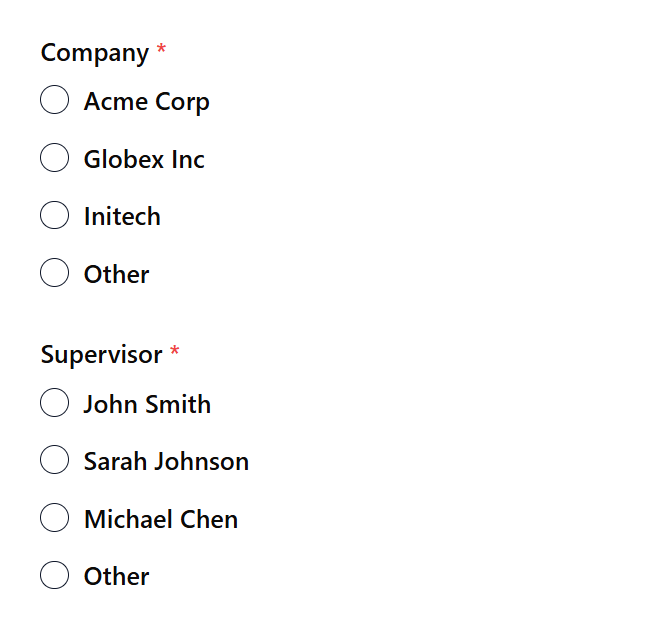 Company *
Acme Corp
Globex Inc
Initech
Other
Supervisor *
John Smith
Sarah Johnson
Michael Chen
Other